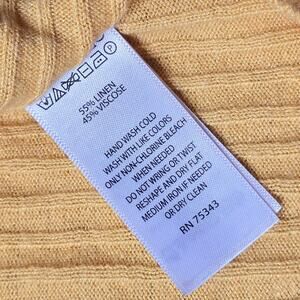 55% LINEN
45% VISCOSE
HAND WASH COLD
WASH WITH LIKE COLORS
ONLY NON-CHLORINE BLEACH
WHEN NEEDED
DO NOT WRING OR TWIST
RESHAPE AND DRY FLAT
MEDIUM IRON IF NEEDED
OR DRY CLEAN
RN 75343